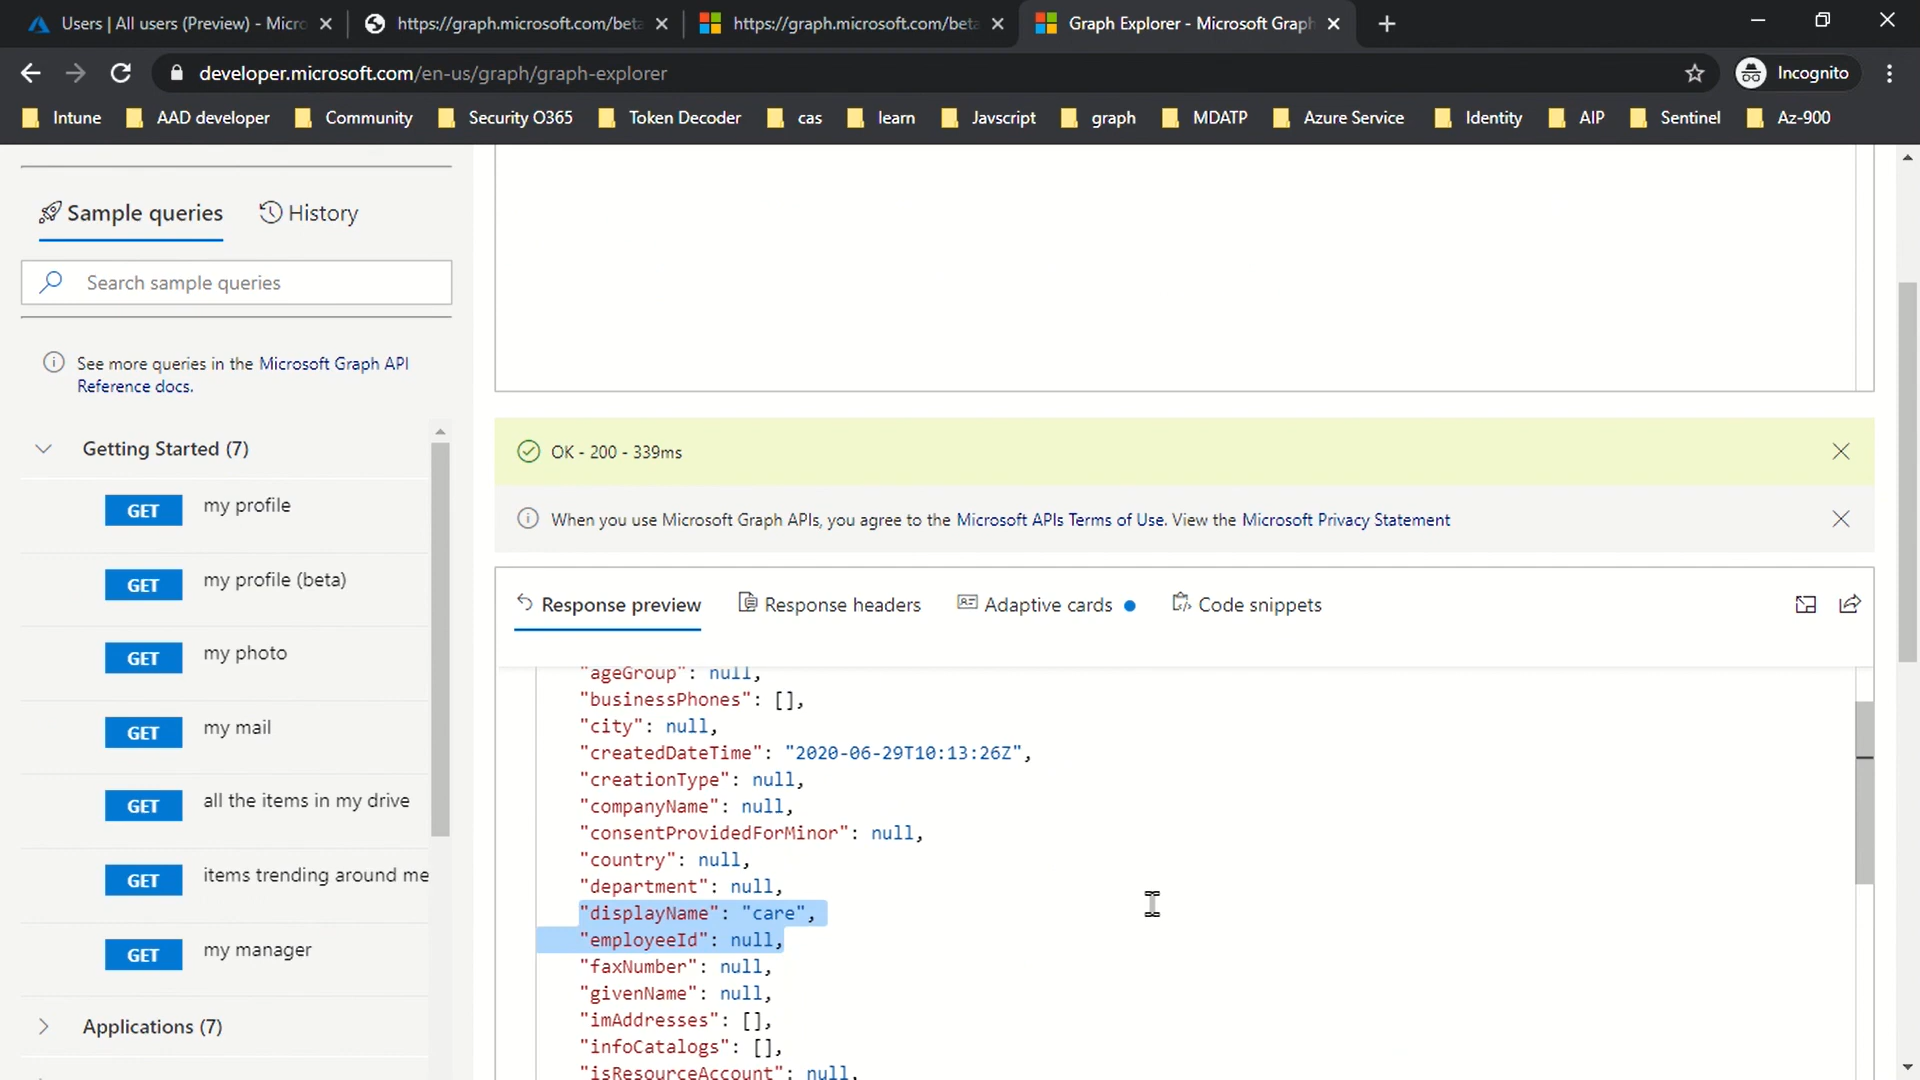 Users | All users (Preview) - Micro
https://graph.microsoft.com/beta
https://graph.microsoft.com/beta
Graph Explorer - Microsoft Graph
developer.microsoft.com/en-us/graph/graph-explorer
Incognito
Intune
AAD developer
Community
Security O365
Token Decoder
cas
learn
Javscript
graph
MDATP
Azure Service
Identity
AIP
Sentinel
Az-900
Sample queries
History
Search sample queries
See more queries in the Microsoft Graph API
Reference docs.
Getting Started (7)
GET my profile
GET my profile (beta)
GET my photo
GET my mail
GET all the items in my drive
GET items trending around me
GET my manager
Applications (7)
OK - 200 - 339ms
When you use Microsoft Graph APIs, you agree to the Microsoft APIs Terms of Use. View the Microsoft Privacy Statement
Response preview
Response headers
Adaptive cards
Code snippets
"ageGroup": null,
"businessPhones": [],
"city": null,
"createdDateTime": "2020-06-29T10:13:26Z",
"creationType": null,
"companyName": null,
"consentProvidedForMinor": null,
"country": null,
"department": null,
"displayName": "care",
"employeeId": null,
"faxNumber": null,
"givenName": null,
"imAddresses": [],
"infoCatalogs": [],
"isResourceAccount": null,